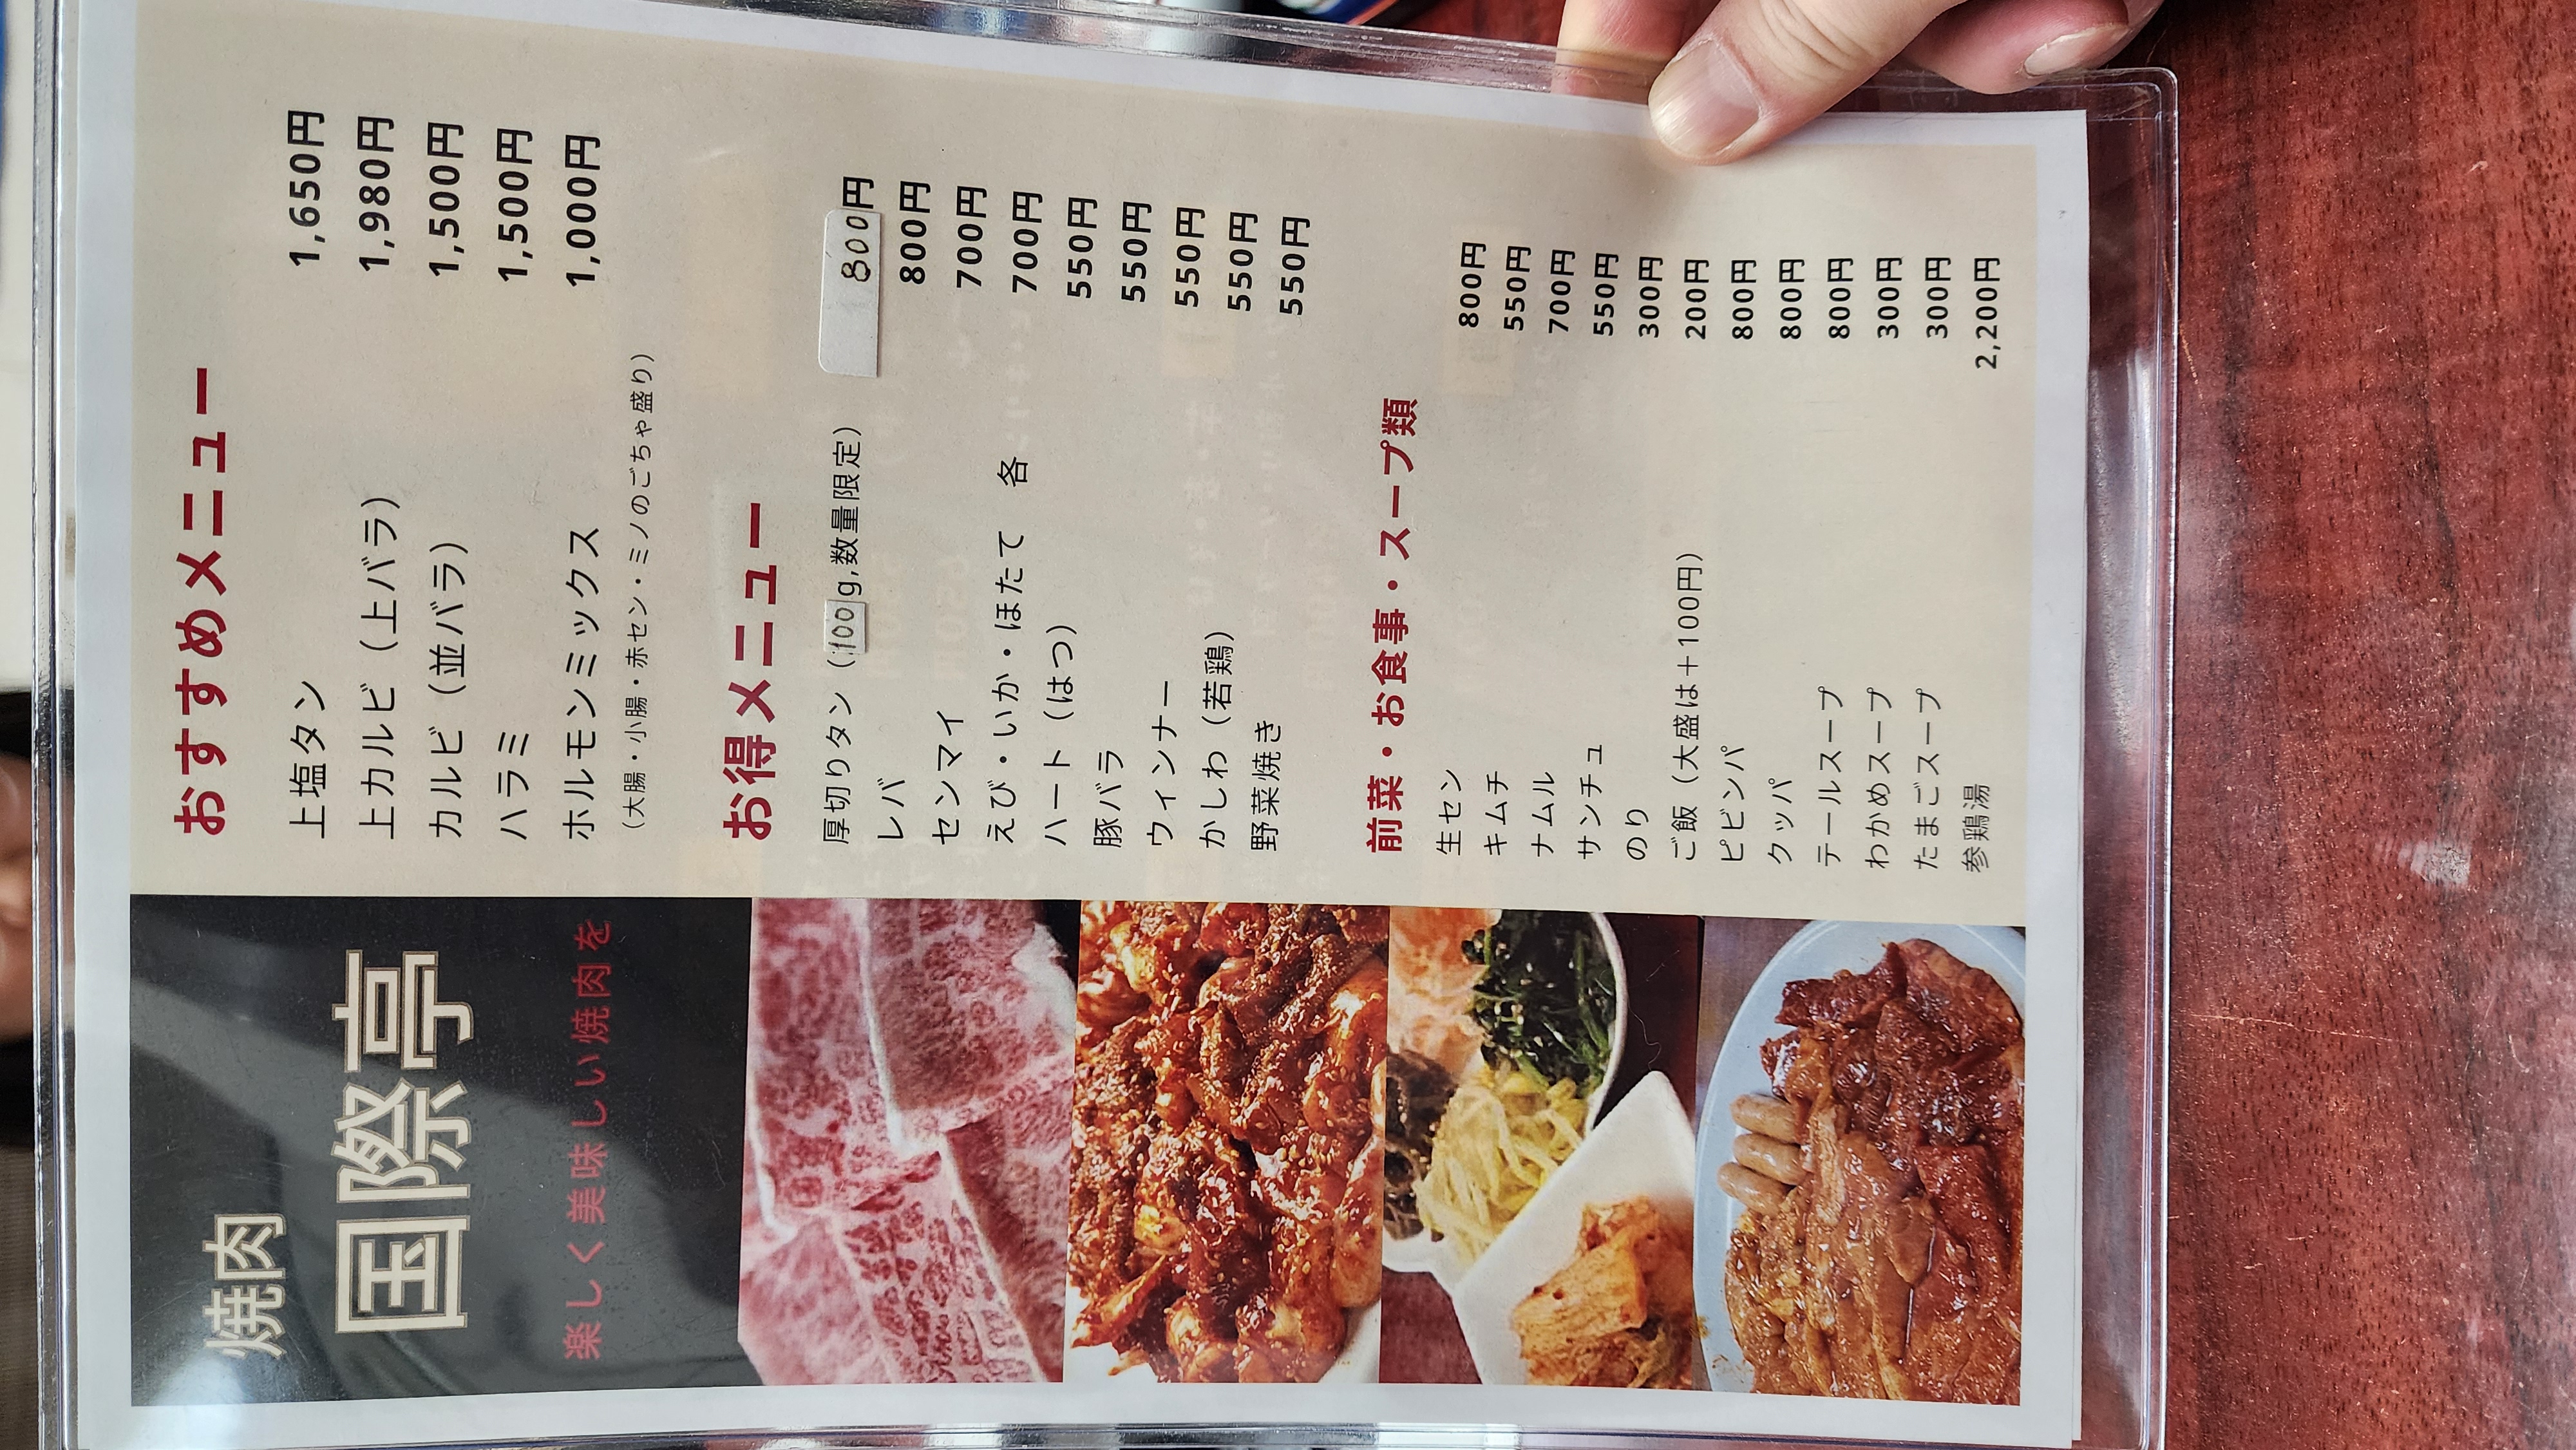 焼肉
国際亭
楽しく美味しい焼肉を
おすすめメニュー
上塩タン 1,650円
上カルビ（上バラ） 1,980円
カルビ（並バラ） 1,500円
ハラミ 1,500円
ホルモンミックス 1,000円
（大腸・小腸・赤セン・ミノのごちゃ盛り）
お得メニュー
厚切りタン（100g,数量限定） 800円
レバ 800円
センマイ 700円
えび・いか・ほたて 各 700円
ハート（はつ） 550円
豚バラ 550円
ウィンナー 550円
かしわ（若鶏） 550円
野菜焼き 550円
前菜・お食事・スープ類
生セン 800円
キムチ 550円
ナムル 700円
サンチュ 550円
のり 300円
ご飯（大盛は＋100円） 200円
ピビンパ 800円
クッパ 800円
テールスープ 800円
わかめスープ 300円
たまごスープ 300円
参鶏湯 2,200円